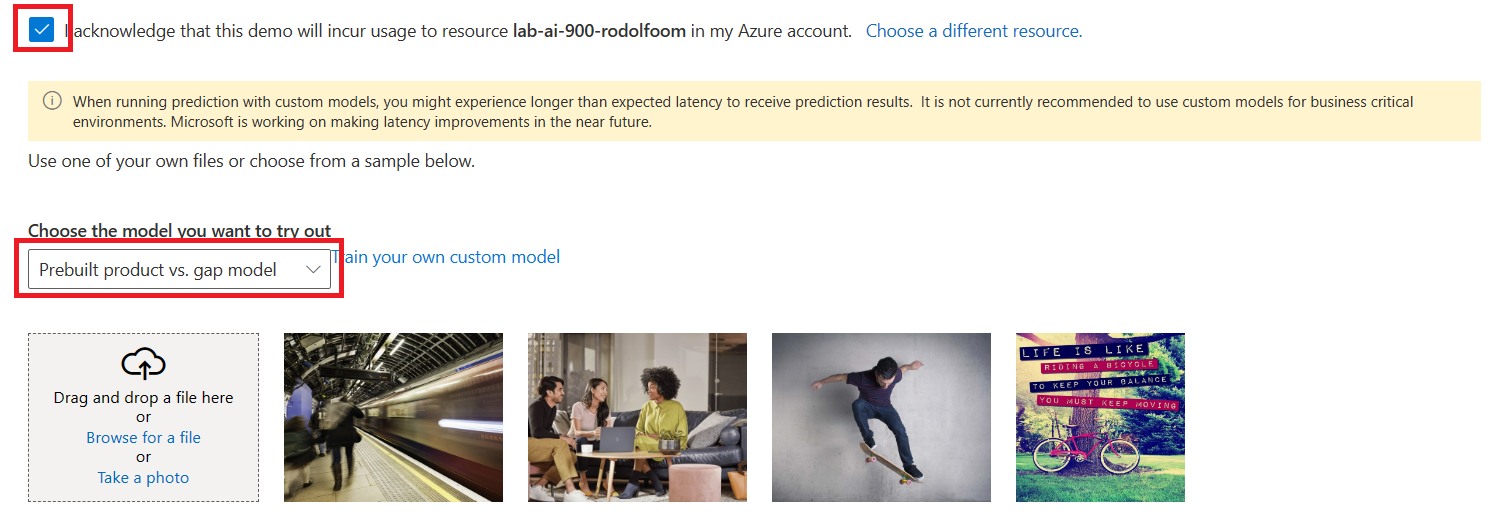 I acknowledge that this demo will incur usage to resource lab-ai-900-rodolfoom in my Azure account. Choose a different resource.
When running prediction with custom models, you might experience longer than expected latency to receive prediction results. It is not currently recommended to use custom models for business critical
environments. Microsoft is working on making latency improvements in the near future.
Use one of your own files or choose from a sample below.
Choose the model you want to try out
Prebuilt product vs. gap model
Train your own custom model
Drag and drop a file here
or
Browse for a file
or
Take a photo
LIFE IS LIKE
RIDING A BICYCLE
TO KEEP YOUR BALANCE
YOU MUST KEEP MOVING